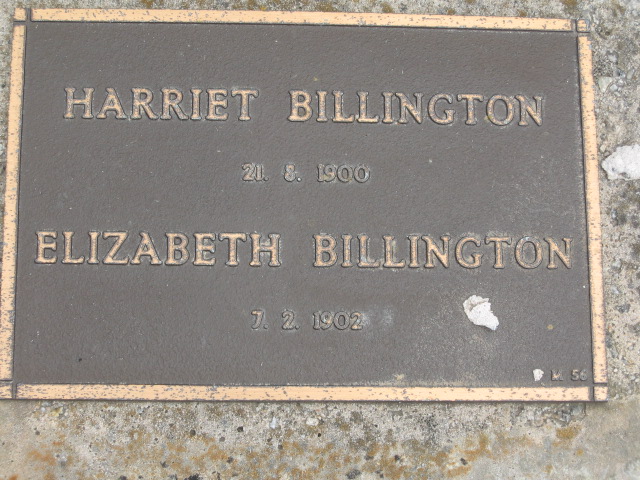 HARRIET BILLINGTON
21. 8. 1900
ELIZABETH BILLINGTON
7. 2. 1902
M 56